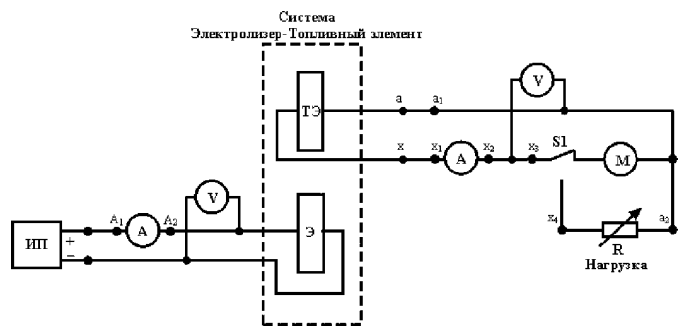 Система
Электролизер-Топливный элемент
V
ТЭ
a
a1
x
x1
A
x2
x3
S1
M
V
A1
A
A2
Э
ИП
+
−
x4
a2
R
Нагрузка